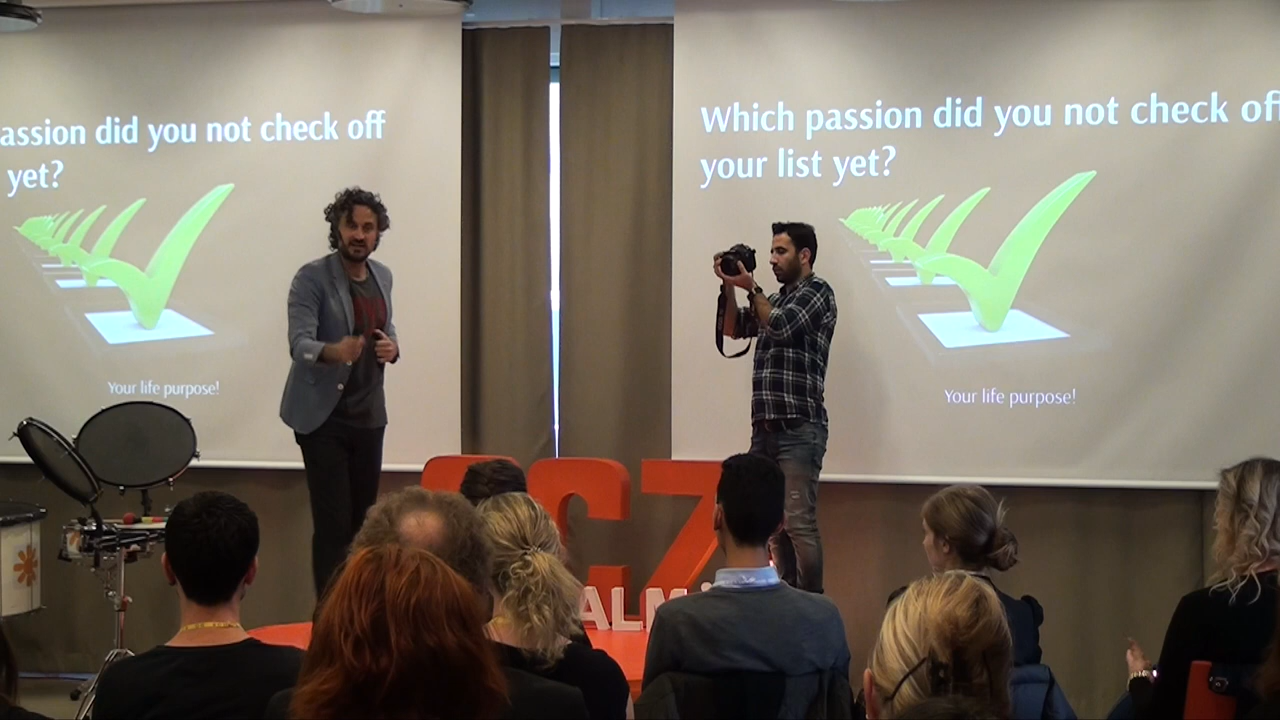 assion did you not check off
yet?
Your life purpose!
Which passion did you not check off
your list yet?
Your life purpose!
ALM